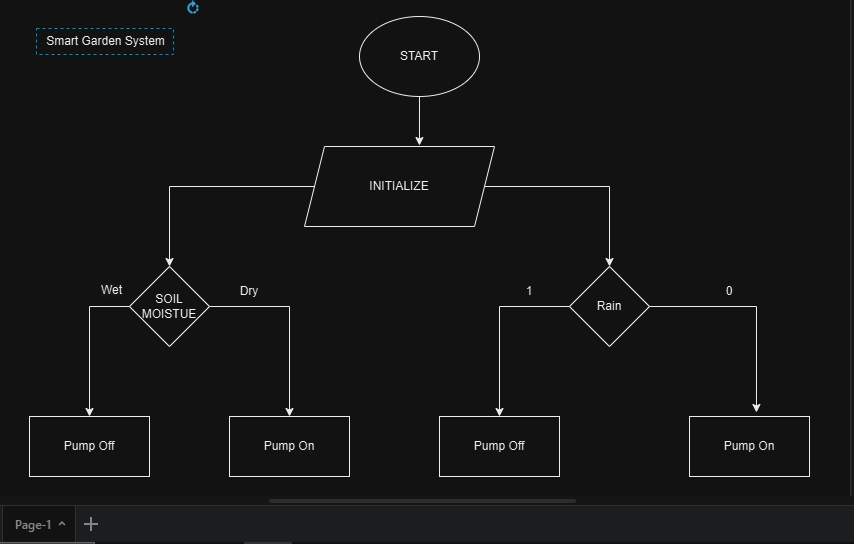 Smart Garden System
START
INITIALIZE
Wet
Dry
1
0
SOIL
MOISTUE
Rain
Pump Off
Pump On
Pump Off
Pump On
Page-1